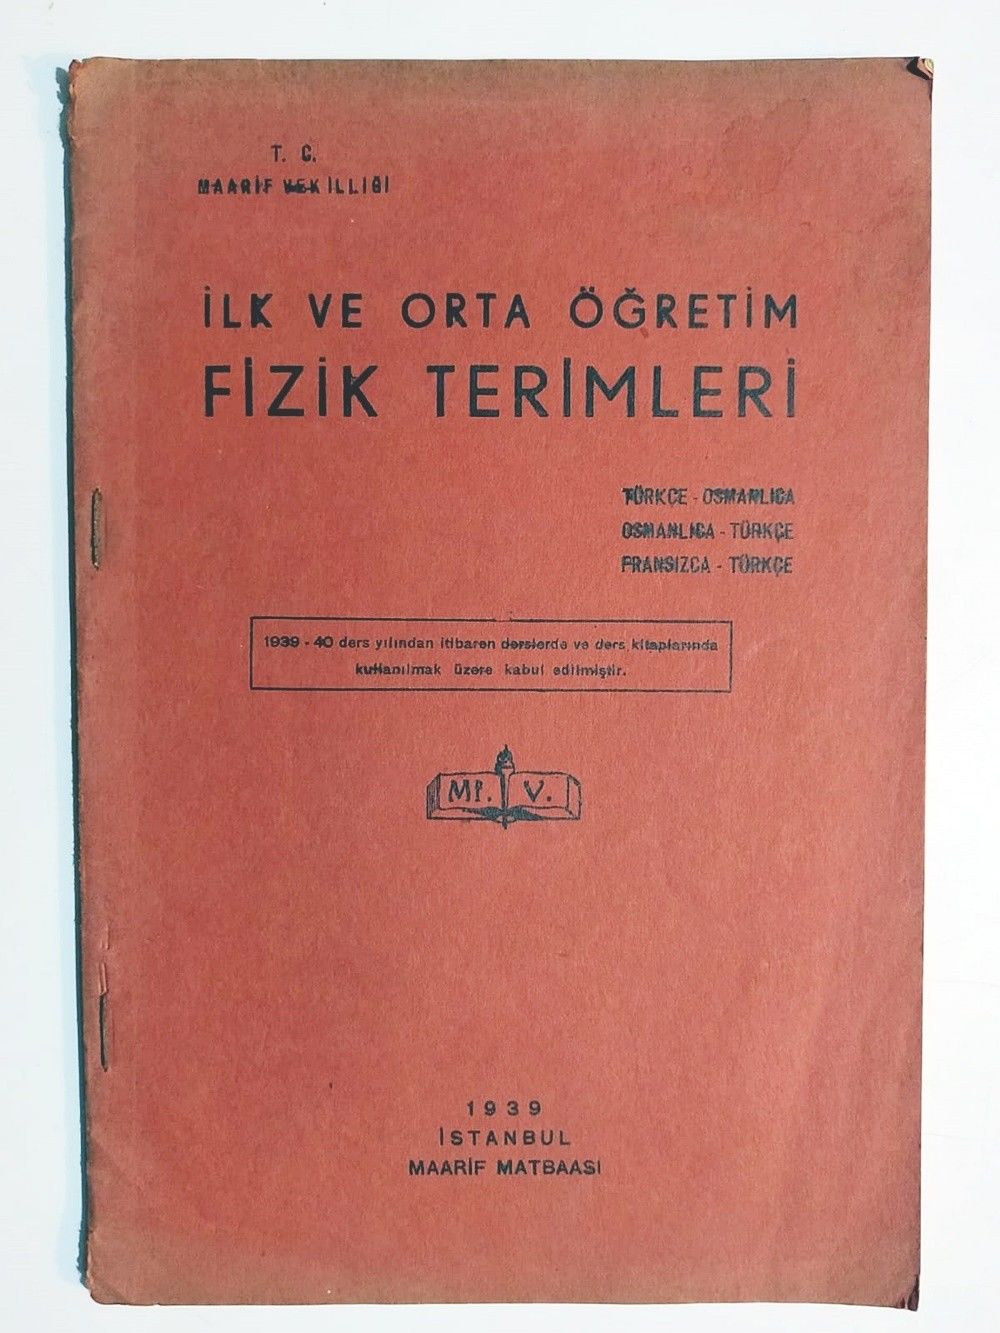 T. C.
MAARİF VEKİLLİĞİ
İLK VE ORTA ÖĞRETİM
FİZİK TERİMLERİ
TÜRKÇE - OSMANLICA
OSMANLICA - TÜRKÇE
FRANSIZCA - TÜRKÇE
1939 - 40 ders yılından itibaren derslerde ve ders kitaplarında
kullanılmak üzere kabul edilmiştir.
Mf. V.
1939
İSTANBUL
MAARİF MATBAASI